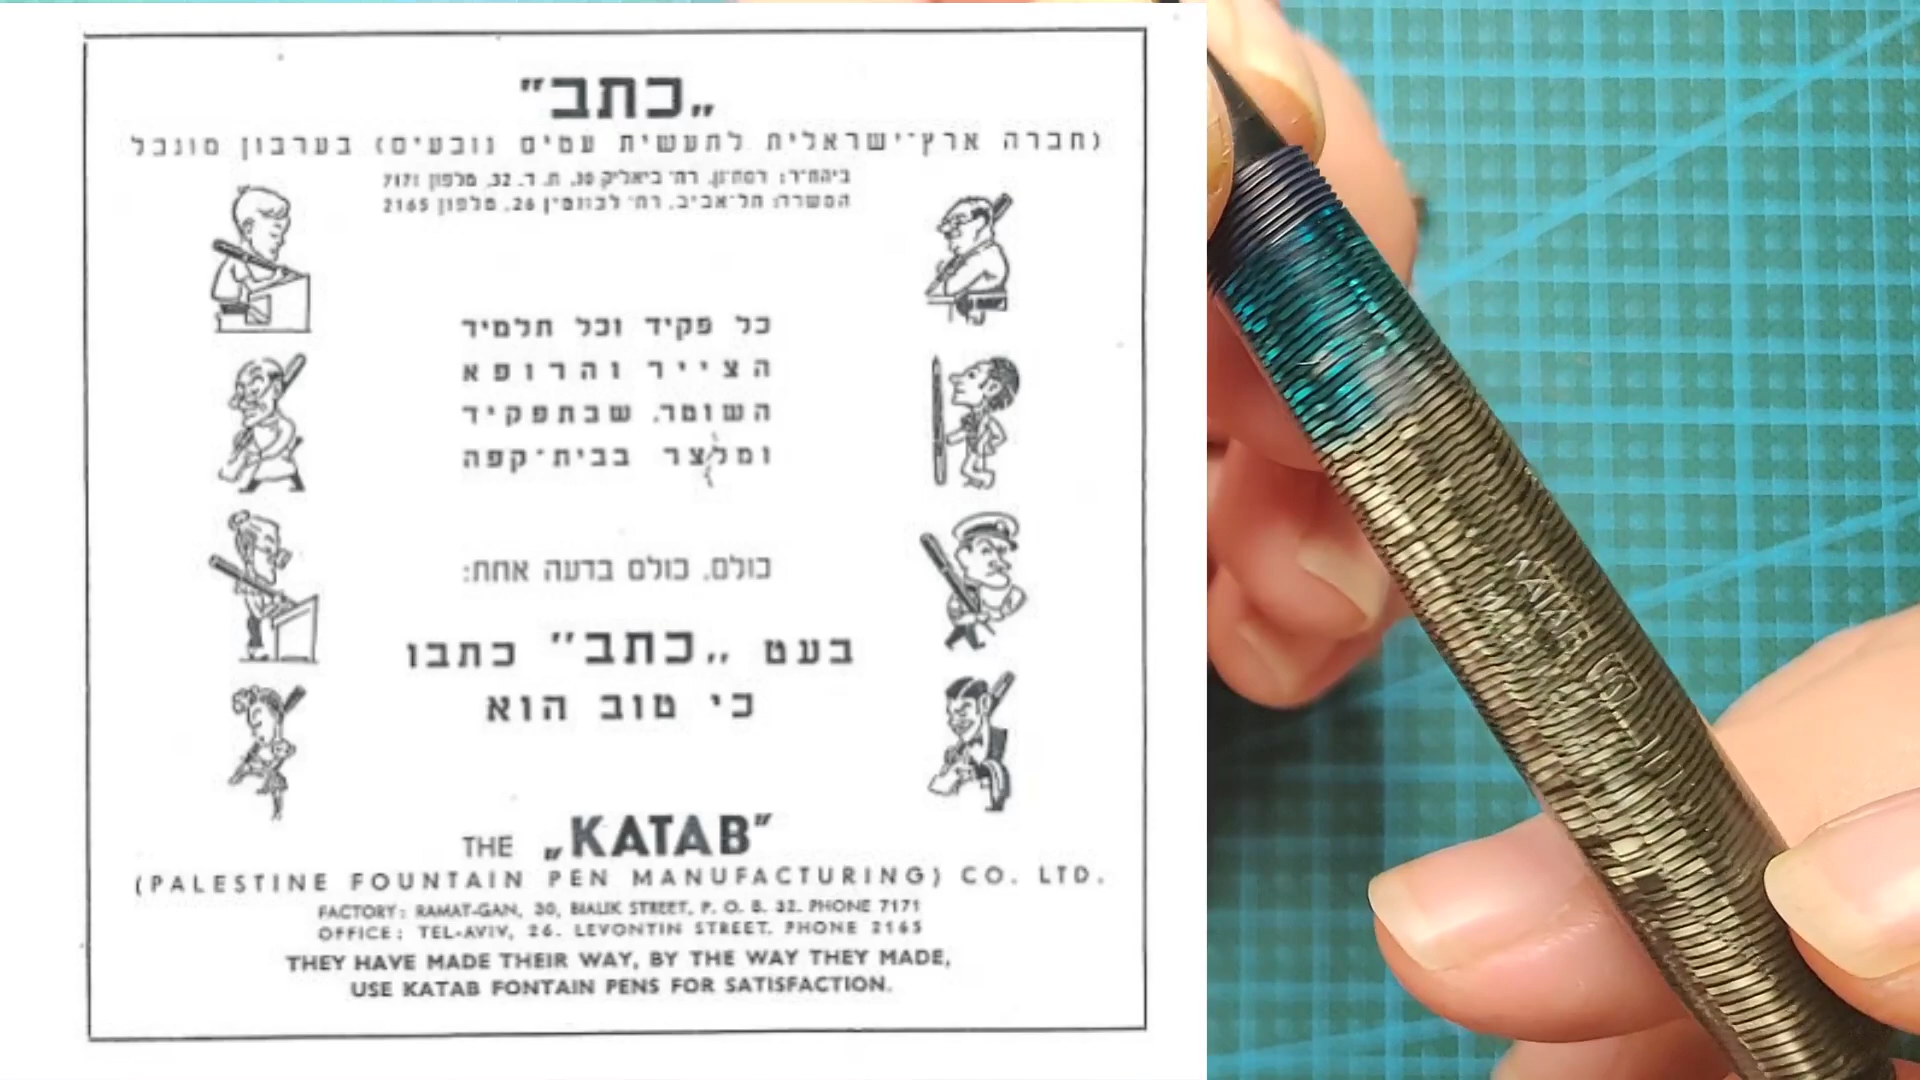 „כתב"
(חברה ארץ־ישראלית לתעשית עטים נובעים) בערבון מוגבל
ביהח״ר: רמת־גן, רח׳ ביאליק 30, ת. ד. 32, טלפון 7171
המשרד: תל־אביב, רח׳ לבונטין 26, טלפון 2165
כל פקיד וכל תלמיד
הצייר והרופא
השוטר, שבתפקיד
ומלצר בבית־קפה
כולם, כולם בדעה אחת:
בעט „כתב" כתבו
כי טוב הוא
THE „KATAB"
(PALESTINE FOUNTAIN PEN MANUFACTURING) CO. LTD.
FACTORY: RAMAT-GAN, 30, BIALIK STREET, P. O. B. 32. PHONE 7171
OFFICE: TEL-AVIV, 26. LEVONTIN STREET. PHONE 2165
THEY HAVE MADE THEIR WAY, BY THE WAY THEY MADE,
USE KATAB FONTAIN PENS FOR SATISFACTION.
KATAB